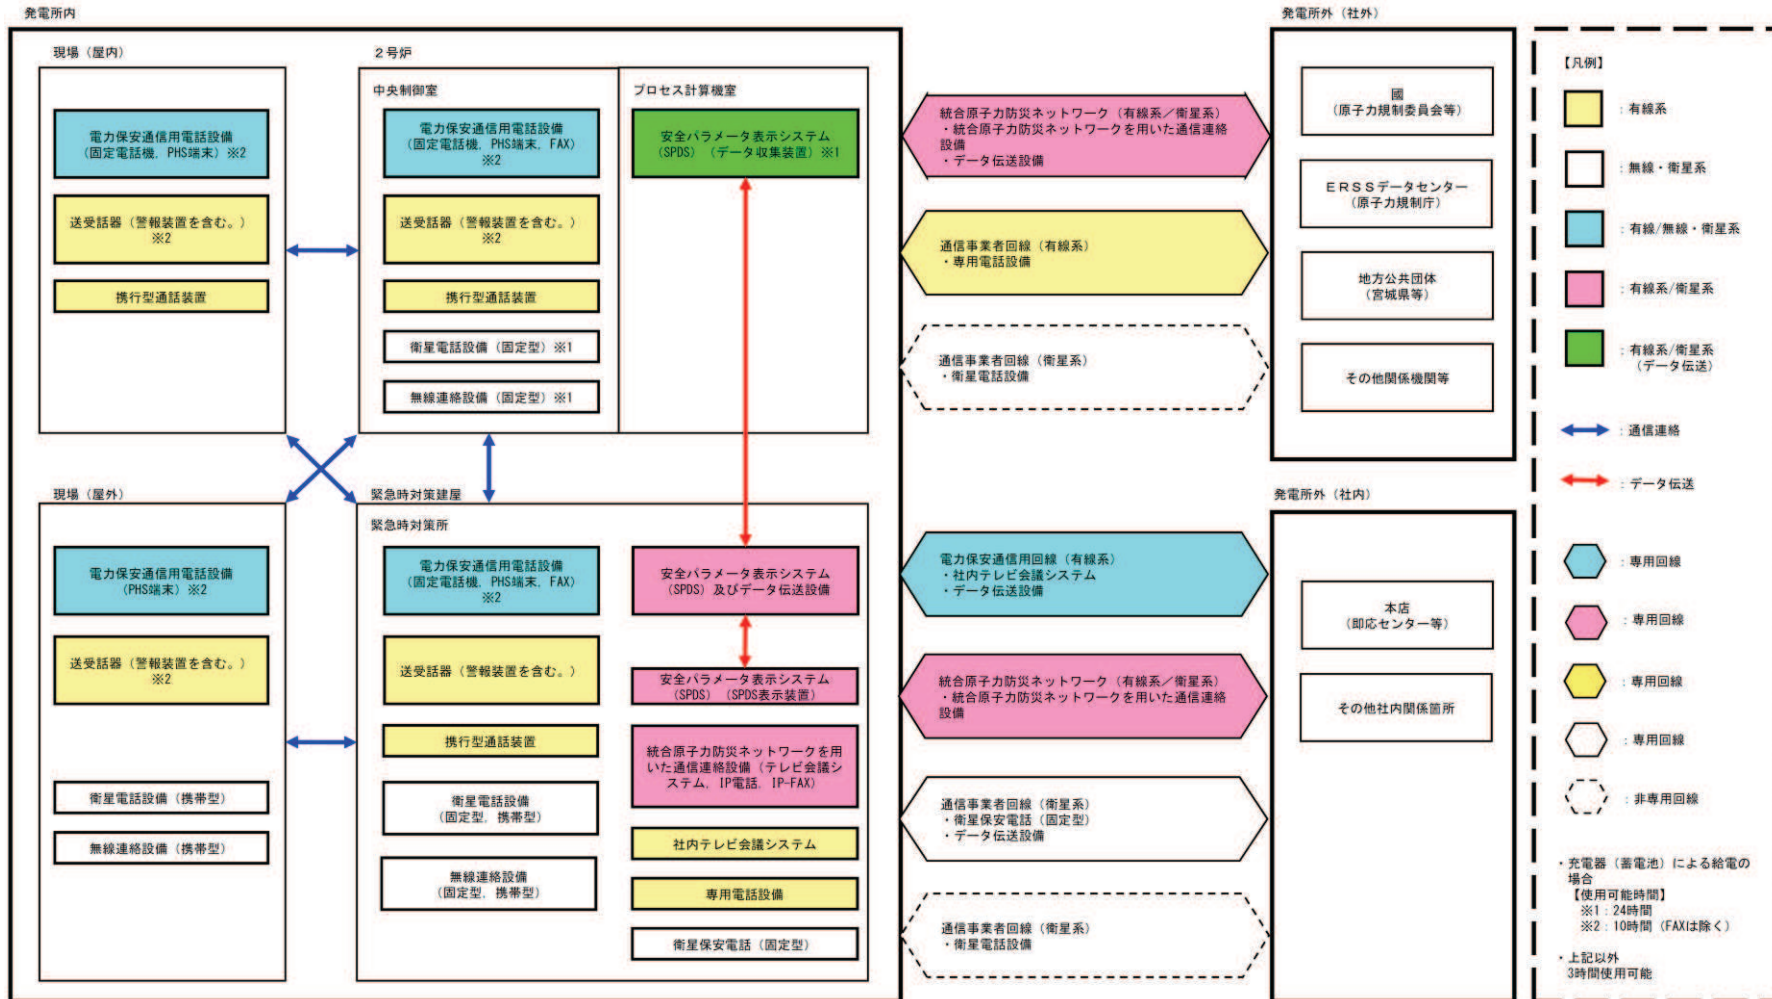 発電所内
現場（屋内）
電力保安通信用電話設備
（固定電話機，PHS端末）※2
送受話器（警報装置を含む。）
※2
携行型通話装置
２号炉
中央制御室
電力保安通信用電話設備
（固定電話機，PHS端末，FAX）
※2
送受話器（警報装置を含む。）
※2
携行型通話装置
衛星電話設備（固定型）※1
無線連絡設備（固定型）※1
プロセス計算機室
安全パラメータ表示システム
（SPDS）（データ収集装置）※1
現場（屋外）
電力保安通信用電話設備
（PHS端末）※2
送受話器（警報装置を含む。）
※2
衛星電話設備（携帯型）
無線連絡設備（携帯型）
緊急時対策建屋
緊急時対策所
電力保安通信用電話設備
（固定電話機，PHS端末，FAX）
※2
送受話器（警報装置を含む。）
携行型通話装置
衛星電話設備
（固定型，携帯型）
無線連絡設備
（固定型，携帯型）
安全パラメータ表示システム
（SPDS）及びデータ伝送設備
安全パラメータ表示システム
（SPDS）（SPDS表示装置）
統合原子力防災ネットワークを用
いた通信連絡設備（テレビ会議シ
ステム，IP電話，IP-FAX）
社内テレビ会議システム
専用電話設備
衛星保安電話（固定型）
統合原子力防災ネットワーク（有線系／衛星系）
・統合原子力防災ネットワークを用いた通信連絡
設備
・データ伝送設備
通信事業者回線（有線系）
・専用電話設備
通信事業者回線（衛星系）
・衛星電話設備
電力保安通信用回線（有線系）
・社内テレビ会議システム
・データ伝送設備
統合原子力防災ネットワーク（有線系／衛星系）
・統合原子力防災ネットワークを用いた通信連絡
設備
通信事業者回線（衛星系）
・衛星保安電話（固定型）
・データ伝送設備
通信事業者回線（衛星系）
・衛星電話設備
発電所外（社外）
國
（原子力規制委員会等）
ＥＲＳＳデータセンター
（原子力規制庁）
地方公共団体
（宮城県等）
その他関係機関等
発電所外（社内）
本店
（即応センター等）
その他社内関係箇所
【凡例】
：有線系
：無線・衛星系
：有線/無線・衛星系
：有線系/衛星系
：有線系/衛星系
（データ伝送）
：通信連絡
：データ伝送
：専用回線
：専用回線
：専用回線
：専用回線
：非専用回線
・充電器（蓄電池）による給電の
場合
【使用可能時間】
※1：24時間
※2：10時間（FAXは除く）
・上記以外
3時間使用可能